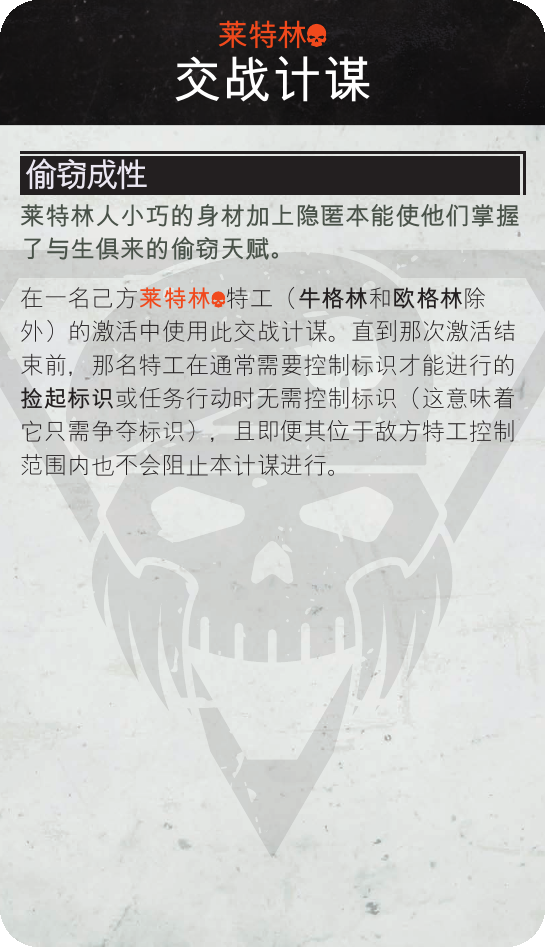 莱特林
交战计谋
偷窃成性
莱特林人小巧的身材加上隐匿本能使他们掌握
了与生俱来的偷窃天赋。
在一名己方莱特林特工（牛格林和欧格林除
外）的激活中使用此交战计谋。直到那次激活结
束前，那名特工在通常需要控制标识才能进行的
捡起标识或任务行动时无需控制标识（这意味着
它只需争夺标识），且即便其位于敌方特工控制
范围内也不会阻止本计谋进行。